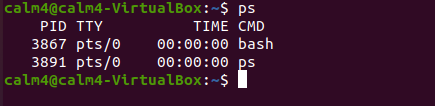 calm4@calm4-VirtualBox:~$ ps
PID TTY TIME CMD
3867 pts/0 00:00:00 bash
3891 pts/0 00:00:00 ps
calm4@calm4-VirtualBox:~$